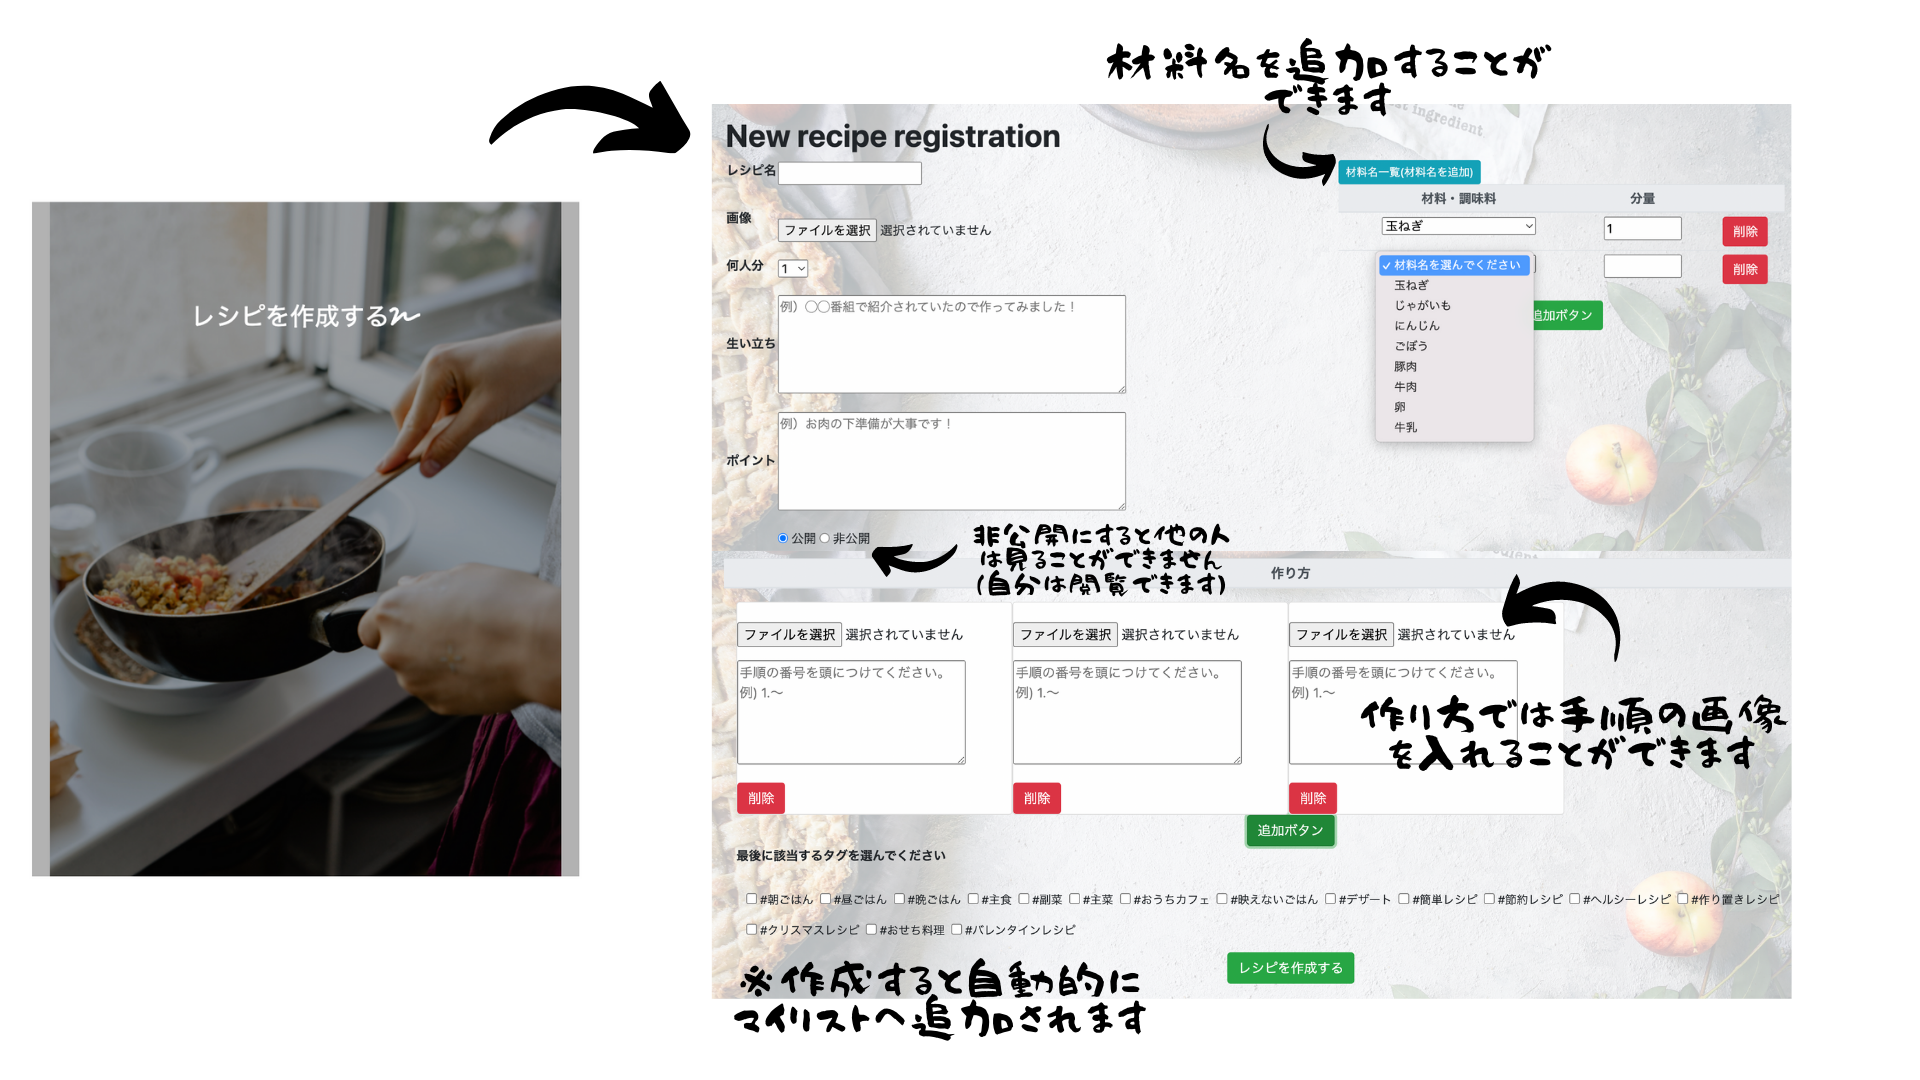 レシピを作成する
材料名を追加することが
できます
New recipe registration
レシピ名
画像
ファイルを選択 選択されていません
何人分 1
生い立ち
例）〇〇番組で紹介されていたので作ってみました！
ポイント
例）お肉の下準備が大事です！
公開 非公開
非公開にすると他の人
は見ることができません
(自分は閲覧できます)
材料名一覧(材料名を追加)
材料・調味料 分量
玉ねぎ 1 削除
✓ 材料名を選んでください 削除
玉ねぎ
じゃがいも
にんじん
ごぼう
豚肉
牛肉
卵
牛乳
追加ボタン
ingredient
作り方
ファイルを選択 選択されていません ファイルを選択 選択されていません ファイルを選択 選択されていません
手順の番号を頭につけてください。 手順の番号を頭につけてください。 手順の番号を頭につけてください。
例) 1.〜 例) 1.〜 例) 1.〜
作り方では手順の画像
を入れることができます
削除 削除 削除
追加ボタン
最後に該当するタグを選んでください
#朝ごはん #昼ごはん #晩ごはん #主食 #副菜 #主菜 #おうちカフェ #映えないごはん #デザート #簡単レシピ #節約レシピ #ヘルシーレシピ #作り置きレシピ
#クリスマスレシピ #おせち料理 #バレンタインレシピ
レシピを作成する
※作成すると自動的に
マイリストへ追加されます